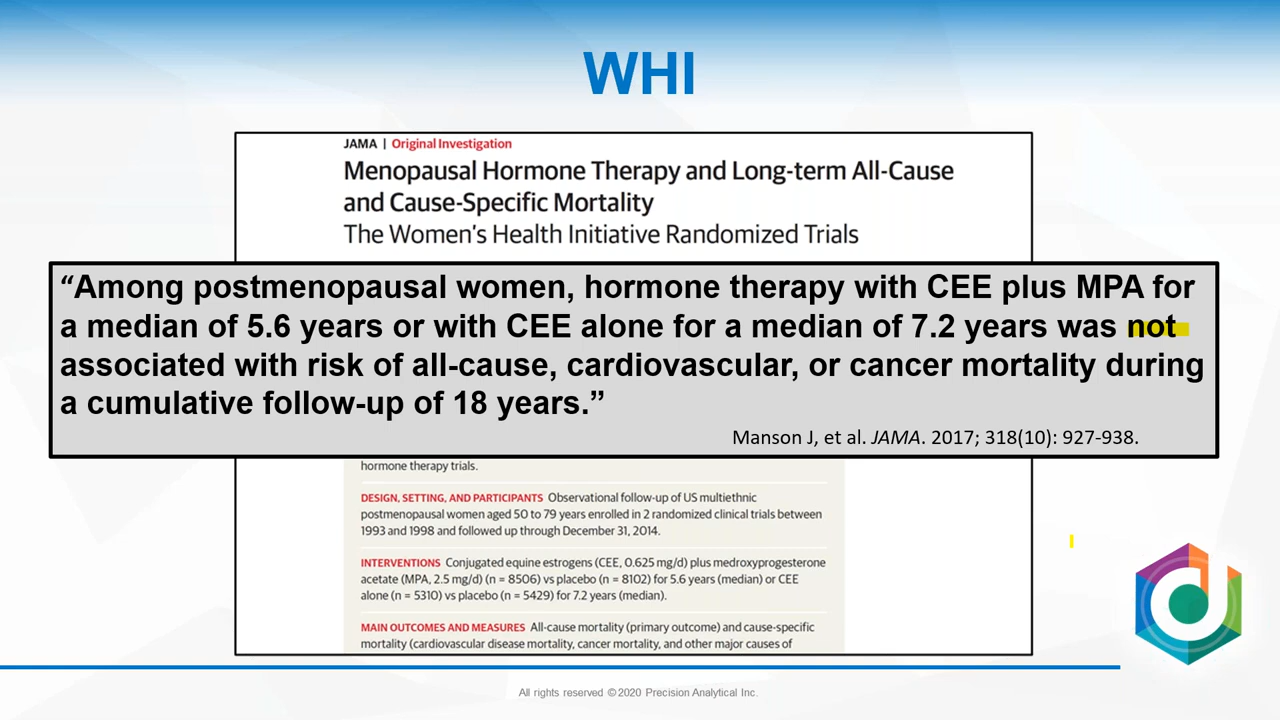 WHI
JAMA | Original Investigation
Menopausal Hormone Therapy and Long-term All-Cause
and Cause-Specific Mortality
The Women's Health Initiative Randomized Trials
“Among postmenopausal women, hormone therapy with CEE plus MPA for
a median of 5.6 years or with CEE alone for a median of 7.2 years was not
associated with risk of all-cause, cardiovascular, or cancer mortality during
a cumulative follow-up of 18 years.”
Manson J, et al. JAMA. 2017; 318(10): 927-938.
hormone therapy trials.
DESIGN, SETTING, AND PARTICIPANTS Observational follow-up of US multiethnic
postmenopausal women aged 50 to 79 years enrolled in 2 randomized clinical trials between
1993 and 1998 and followed up through December 31, 2014.
INTERVENTIONS Conjugated equine estrogens (CEE, 0.625 mg/d) plus medroxyprogesterone
acetate (MPA, 2.5 mg/d) (n = 8506) vs placebo (n = 8102) for 5.6 years (median) or CEE
alone (n = 5310) vs placebo (n = 5429) for 7.2 years (median).
MAIN OUTCOMES AND MEASURES All-cause mortality (primary outcome) and cause-specific
mortality (cardiovascular disease mortality, cancer mortality, and other major causes of
All rights reserved © 2020 Precision Analytical Inc.